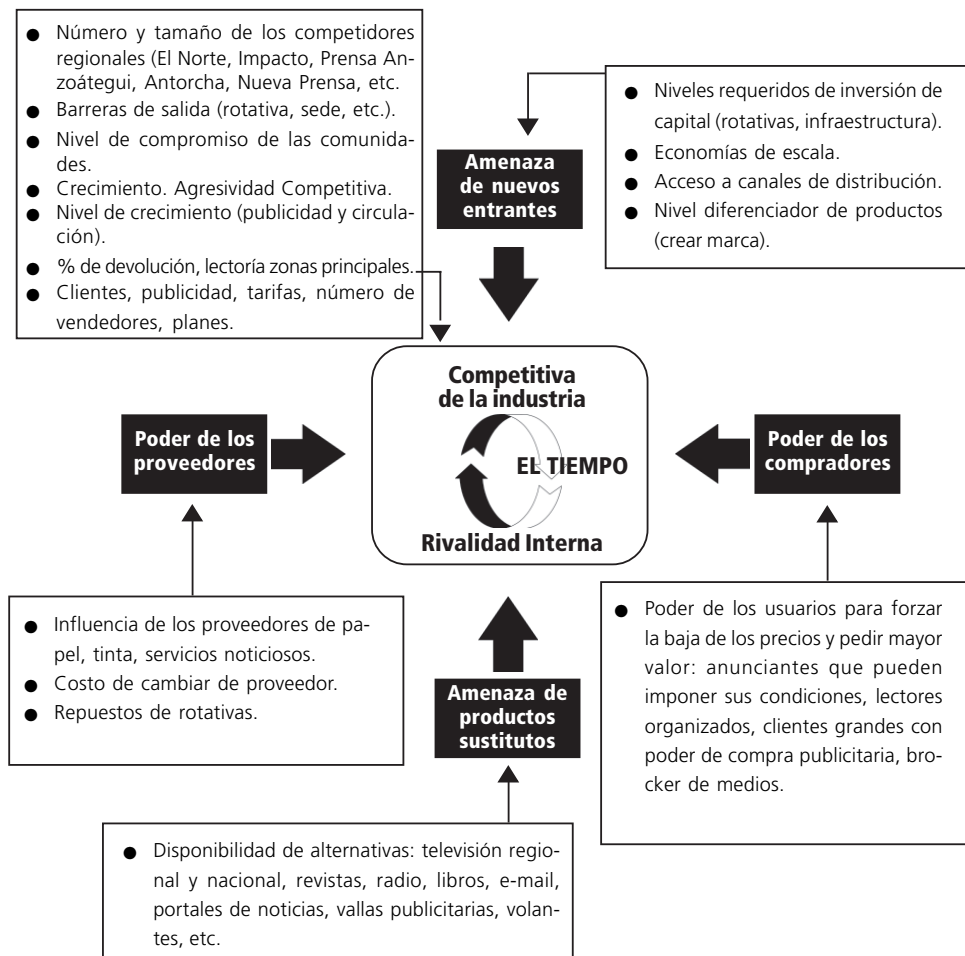 ● Número y tamaño de los competidores
regionales (El Norte, Impacto, Prensa An-
zoátegui, Antorcha, Nueva Prensa, etc.
● Barreras de salida (rotativa, sede, etc.).
● Nivel de compromiso de las comunida-
des.
● Crecimiento. Agresividad Competitiva.
● Nivel de crecimiento (publicidad y circula-
ción).
● % de devolución, lectoría zonas principales.
● Clientes, publicidad, tarifas, número de
vendedores, planes.
Amenaza
de nuevos
entrantes
● Niveles requeridos de inversión de
capital (rotativas, infraestructura).
● Economías de escala.
● Acceso a canales de distribución.
● Nivel diferenciador de productos
(crear marca).
Poder de los
proveedores
Competitiva
de la industria
EL TIEMPO
Rivalidad Interna
Poder de los
compradores
● Influencia de los proveedores de pa-
pel, tinta, servicios noticiosos.
● Costo de cambiar de proveedor.
● Repuestos de rotativas.
Amenaza de
productos
sustitutos
● Poder de los usuarios para forzar
la baja de los precios y pedir mayor
valor: anunciantes que pueden
imponer sus condiciones, lectores
organizados, clientes grandes con
poder de compra publicitaria, bro-
cker de medios.
● Disponibilidad de alternativas: televisión regio-
nal y nacional, revistas, radio, libros, e-mail,
portales de noticias, vallas publicitarias, volan-
tes, etc.